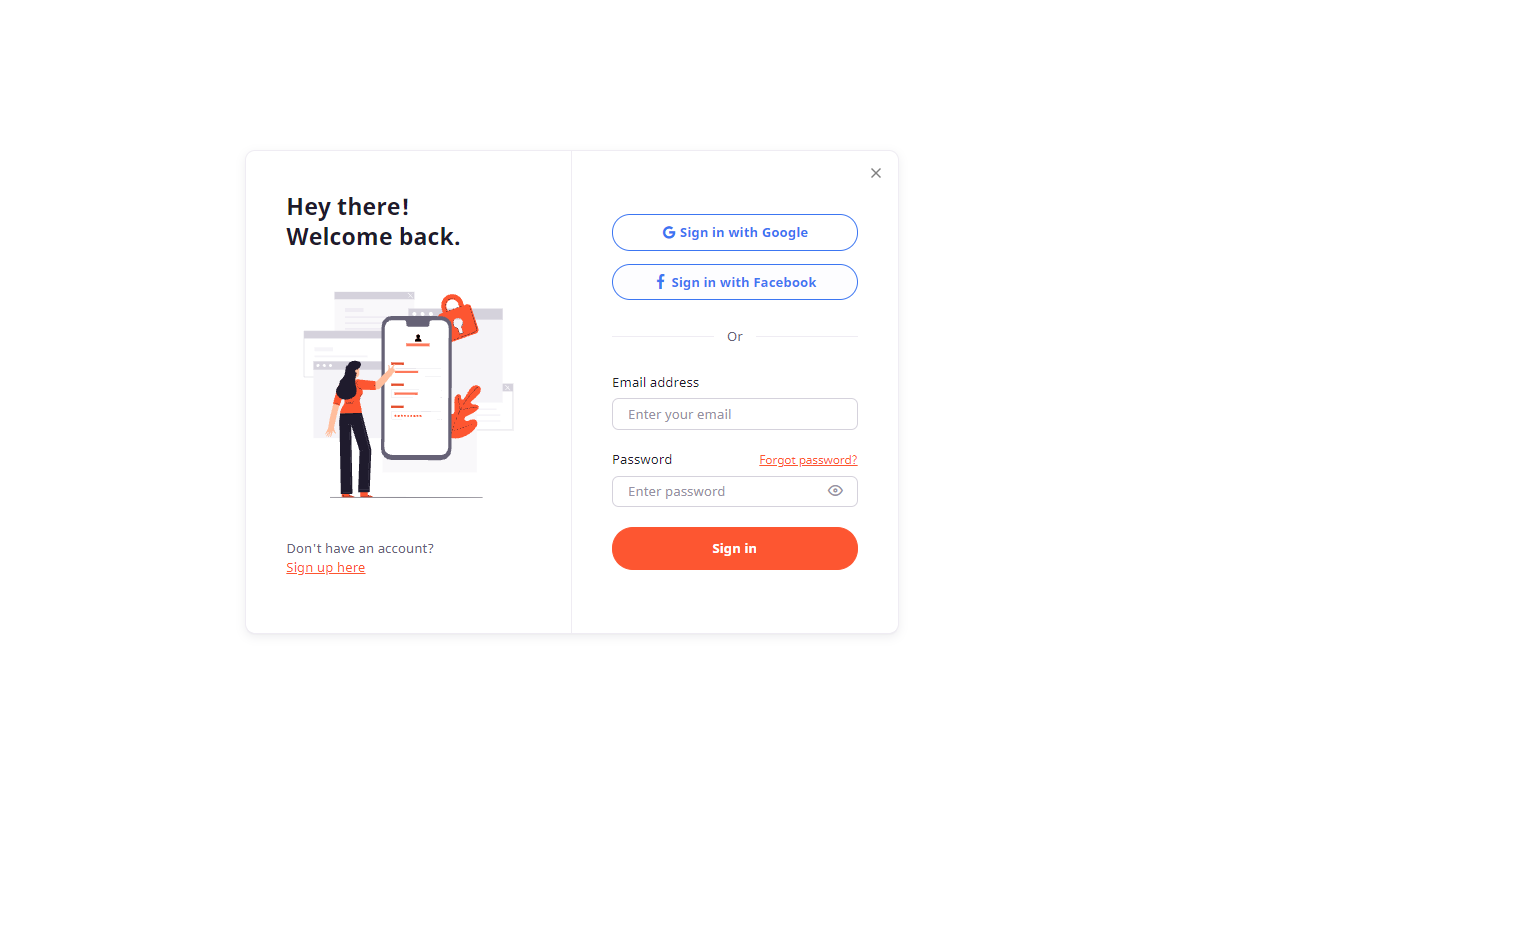 Hey there!
Welcome back.
Don't have an account?
Sign up here
Sign in with Google
Sign in with Facebook
Or
Email address
Enter your email
Password
Forgot password?
Enter password
Sign in